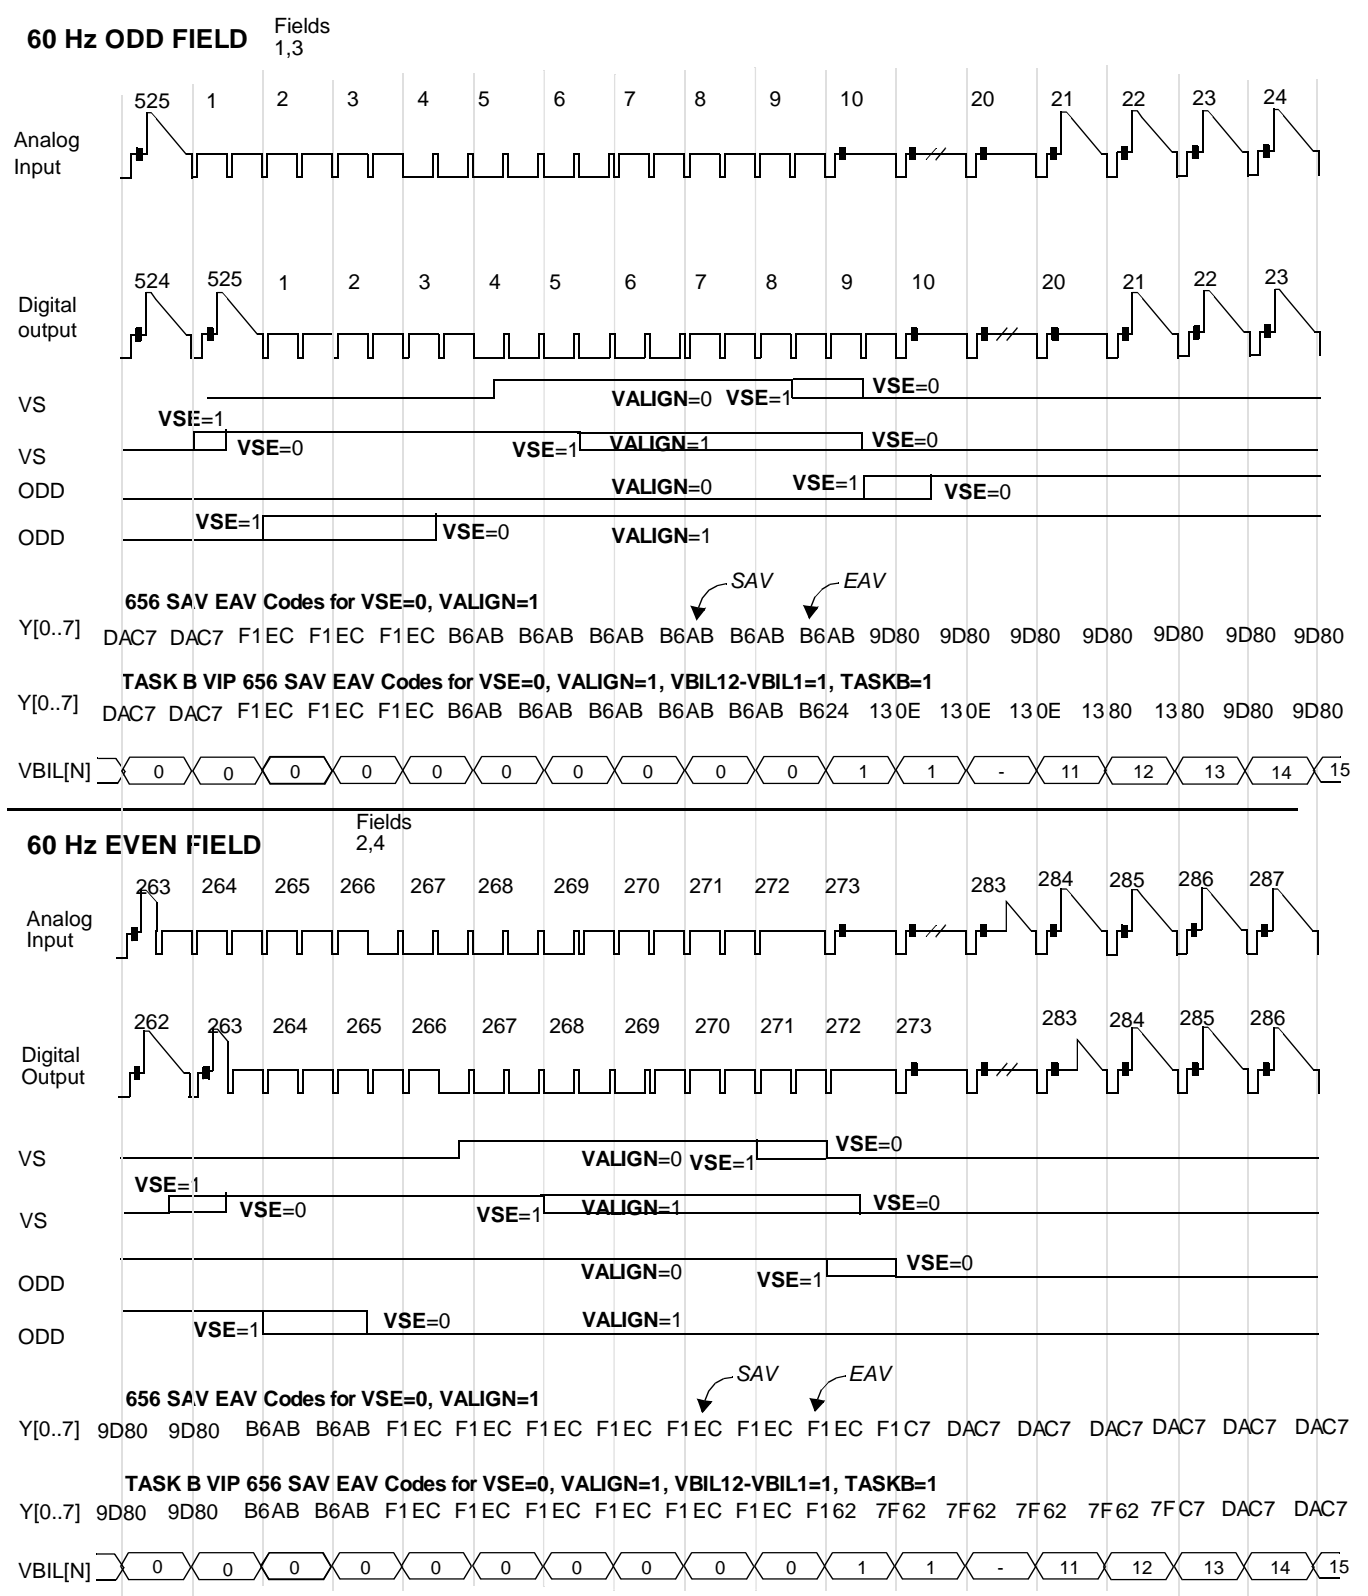 60 Hz ODD FIELD
Fields
1,3
525 1 2 3 4 5 6 7 8 9 10 20 21 22 23 24
Analog
Input
524 525 1 2 3 4 5 6 7 8 9 10 20 21 22 23
Digital
output
VS VALIGN=0 VSE=1 VSE=0
VSE=1
VS VSE=0 VSE=1 VALIGN=1 VSE=0
ODD VALIGN=0 VSE=1 VSE=0
ODD VSE=1 VSE=0 VALIGN=1
SAV EAV
656 SAV EAV Codes for VSE=0, VALIGN=1
Y[0..7] DAC7 DAC7 F1EC F1EC F1EC B6AB B6AB B6AB B6AB B6AB B6AB 9D80 9D80 9D80 9D80 9D80 9D80 9D80
TASK B VIP 656 SAV EAV Codes for VSE=0, VALIGN=1, VBIL12-VBIL1=1, TASKB=1
Y[0..7] DAC7 DAC7 F1EC F1EC F1EC B6AB B6AB B6AB B6AB B6AB B624 130E 130E 130E 1380 1380 9D80 9D80
VBIL[N] 0 0 0 0 0 0 0 0 0 0 1 1 - 11 12 13 14 15
60 Hz EVEN FIELD
Fields
2,4
263 264 265 266 267 268 269 270 271 272 273 283 284 285 286 287
Analog
Input
262 263 264 265 266 267 268 269 270 271 272 273 283 284 285 286
Digital
Output
VS VALIGN=0 VSE=1 VSE=0
VSE=1
VS VSE=0 VSE=1 VALIGN=1 VSE=0
ODD VALIGN=0 VSE=1 VSE=0
ODD VSE=1 VSE=0 VALIGN=1
SAV EAV
656 SAV EAV Codes for VSE=0, VALIGN=1
Y[0..7] 9D80 9D80 B6AB B6AB F1EC F1EC F1EC F1EC F1EC F1EC F1EC F1C7 DAC7 DAC7 DAC7 DAC7 DAC7 DAC7
TASK B VIP 656 SAV EAV Codes for VSE=0, VALIGN=1, VBIL12-VBIL1=1, TASKB=1
Y[0..7] 9D80 9D80 B6AB B6AB F1EC F1EC F1EC F1EC F1EC F1EC F162 7F62 7F62 7F62 7F62 7FC7 DAC7 DAC7
VBIL[N] 0 0 0 0 0 0 0 0 0 0 1 1 - 11 12 13 14 15